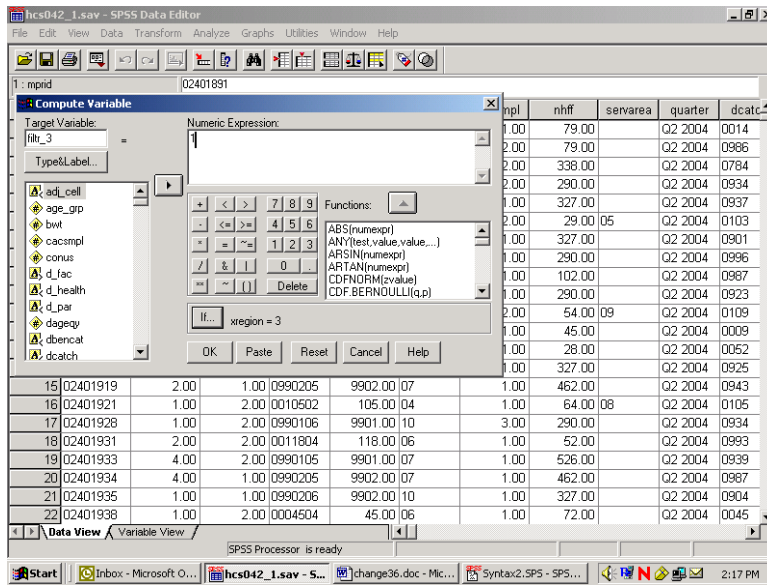 hcs042_1.sav - SPSS Data Editor
File Edit View Data Transform Analyze Graphs Utilities Window Help
1 : mprid 02401891
Compute Variable
Target Variable: Numeric Expression:
filtr_3 = 1
Type&Label...
adj_cell
age_grp
bwt
cacsmpl
conus
d_fac
d_health
d_par
dageqy
dbencat
dcatch
+ < > 7 8 9
- <= >= 4 5 6
* = ~= 1 2 3
/ & | 0 .
** ~ () Delete
Functions:
ABS(numexpr)
ANY(test,value,value,...)
ARSIN(numexpr)
ARTAN(numexpr)
CDFNORM(zvalue)
CDF.BERNOULLI(q,p)
If... xregion = 3
OK Paste Reset Cancel Help
mpl nhff servarea quarter dcatc
1.00 79.00 Q2 2004 0014
2.00 79.00 Q2 2004 0986
2.00 338.00 Q2 2004 0784
2.00 290.00 Q2 2004 0934
1.00 327.00 Q2 2004 0937
2.00 29.00 05 Q2 2004 0103
1.00 327.00 Q2 2004 0901
1.00 290.00 Q2 2004 0996
1.00 102.00 Q2 2004 0987
1.00 290.00 Q2 2004 0923
2.00 54.00 09 Q2 2004 0109
1.00 45.00 Q2 2004 0009
1.00 28.00 Q2 2004 0052
1.00 327.00 Q2 2004 0925
15 02401919 2.00 1.00 0990205 9902.00 07 1.00 462.00 Q2 2004 0943
16 02401921 1.00 2.00 0010502 105.00 04 1.00 64.00 08 Q2 2004 0105
17 02401928 1.00 2.00 0990106 9901.00 10 3.00 290.00 Q2 2004 0934
18 02401931 2.00 2.00 0011804 118.00 06 1.00 52.00 Q2 2004 0993
19 02401933 4.00 2.00 0990105 9901.00 07 1.00 526.00 Q2 2004 0939
20 02401934 4.00 1.00 0990205 9902.00 07 1.00 462.00 Q2 2004 0987
21 02401935 1.00 1.00 0990206 9902.00 10 1.00 327.00 Q2 2004 0904
22 02401938 1.00 2.00 0004504 45.00 06 1.00 72.00 Q2 2004 0045
Data View Variable View
SPSS Processor is ready
Start Inbox - Microsoft O... hcs042_1.sav - S... change36.doc - Mic... Syntax2.SPS - SPS... 2:17 PM